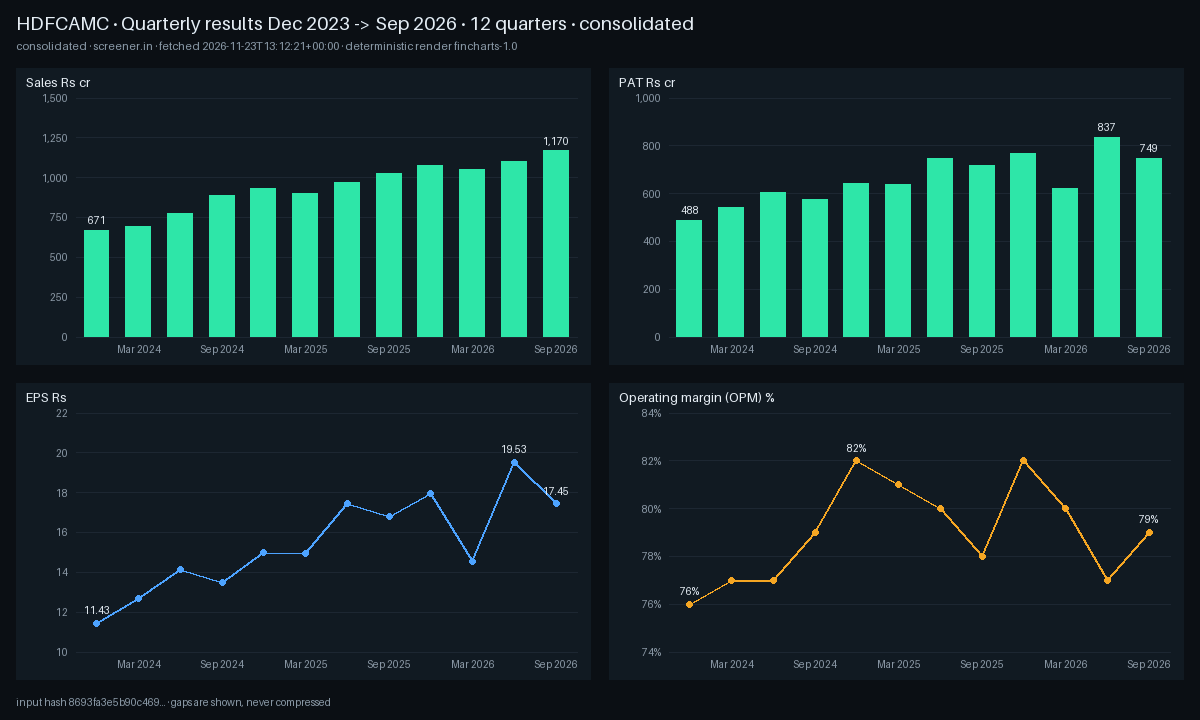 HDFCAMC · Quarterly results Dec 2023 -> Sep 2026 · 12 quarters · consolidated
consolidated · screener.in · fetched 2026-11-23T13:12:21+00:00 · deterministic render fincharts-1.0
Sales Rs cr
1,500
1,250
1,000
750
500
250
0
671
1,170
Mar 2024
Sep 2024
Mar 2025
Sep 2025
Mar 2026
Sep 2026
PAT Rs cr
1,000
800
600
400
200
0
488
837
749
Mar 2024
Sep 2024
Mar 2025
Sep 2025
Mar 2026
Sep 2026
EPS Rs
22
20
18
16
14
12
10
11.43
19.53
17.45
Mar 2024
Sep 2024
Mar 2025
Sep 2025
Mar 2026
Sep 2026
Operating margin (OPM) %
84%
82%
80%
78%
76%
74%
76%
82%
79%
Mar 2024
Sep 2024
Mar 2025
Sep 2025
Mar 2026
Sep 2026
input hash 8693fa3e5b90c469… · gaps are shown, never compressed